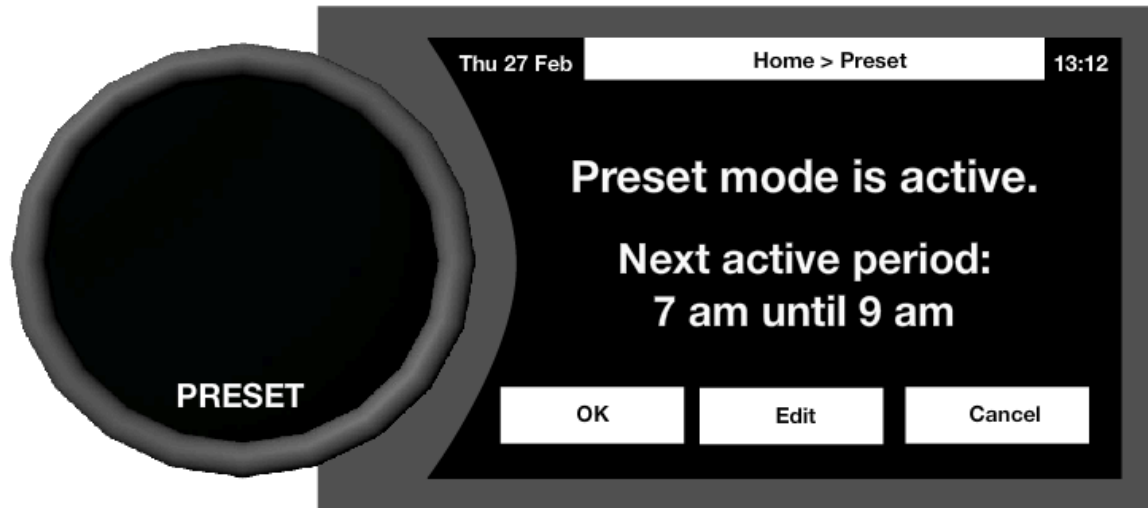 Thu 27 Feb
Home > Preset
13:12
Preset mode is active.
Next active period:
7 am until 9 am
PRESET
OK
Edit
Cancel